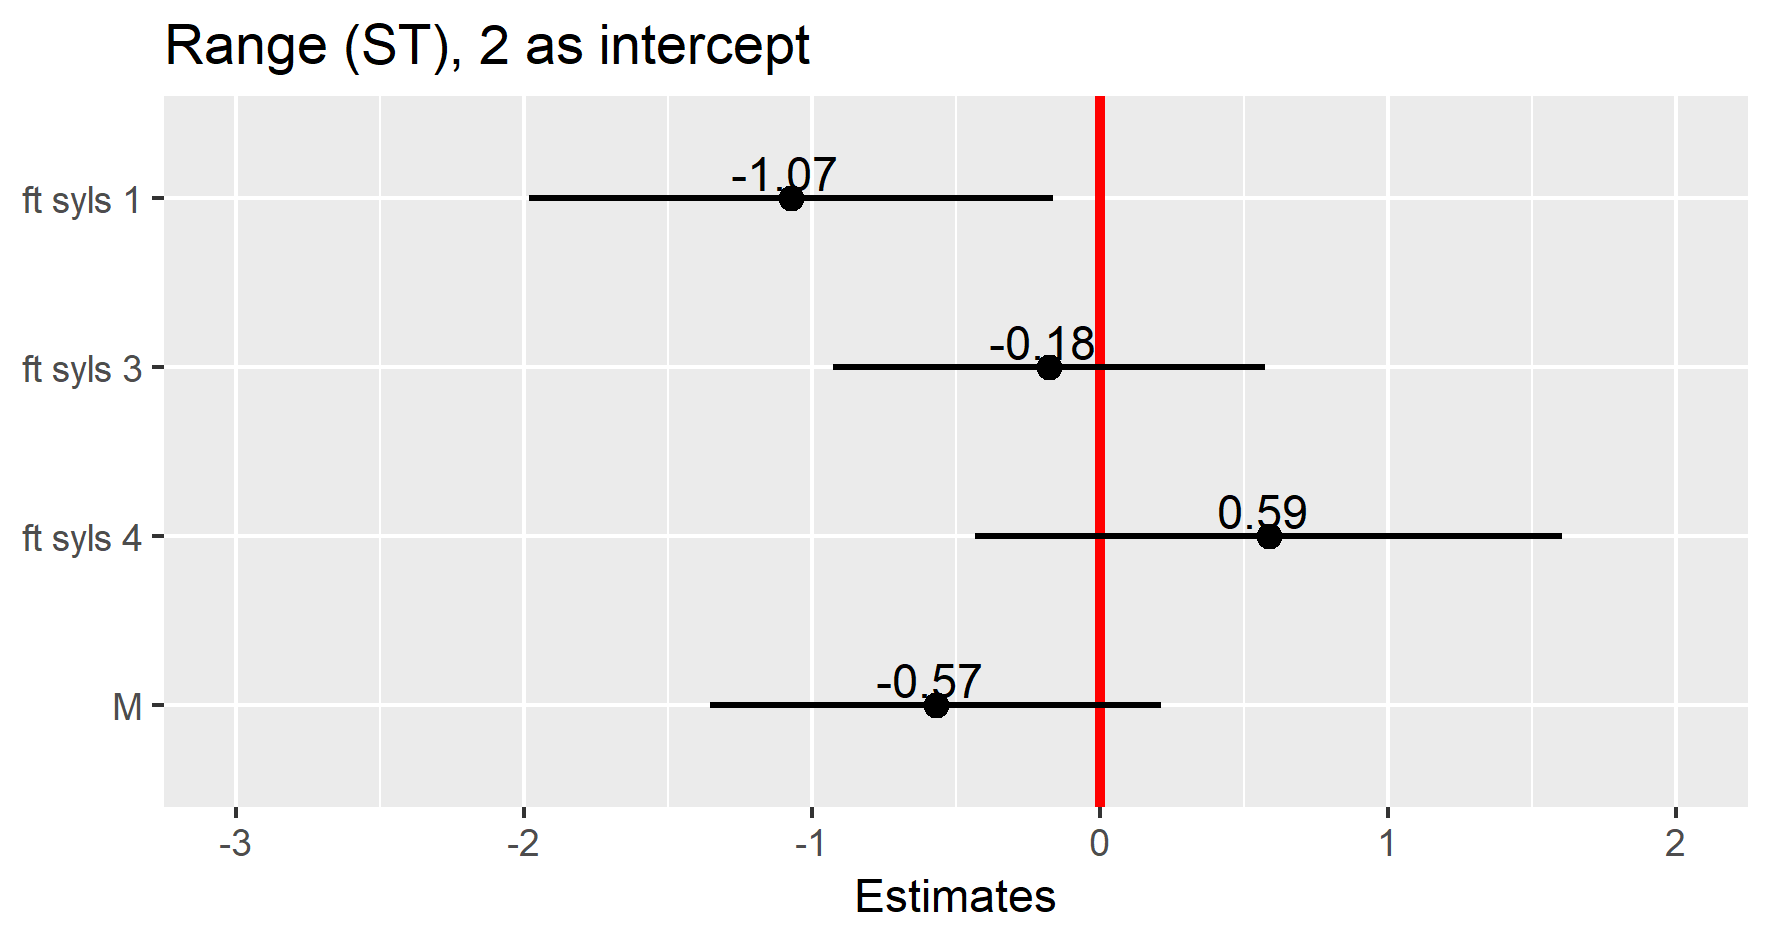 Range (ST), 2 as intercept
-1.07
ft syls 1
-0.18
ft syls 3
0.59
ft syls 4
-0.57
M
-3 -2 -1 0 1 2
Estimates